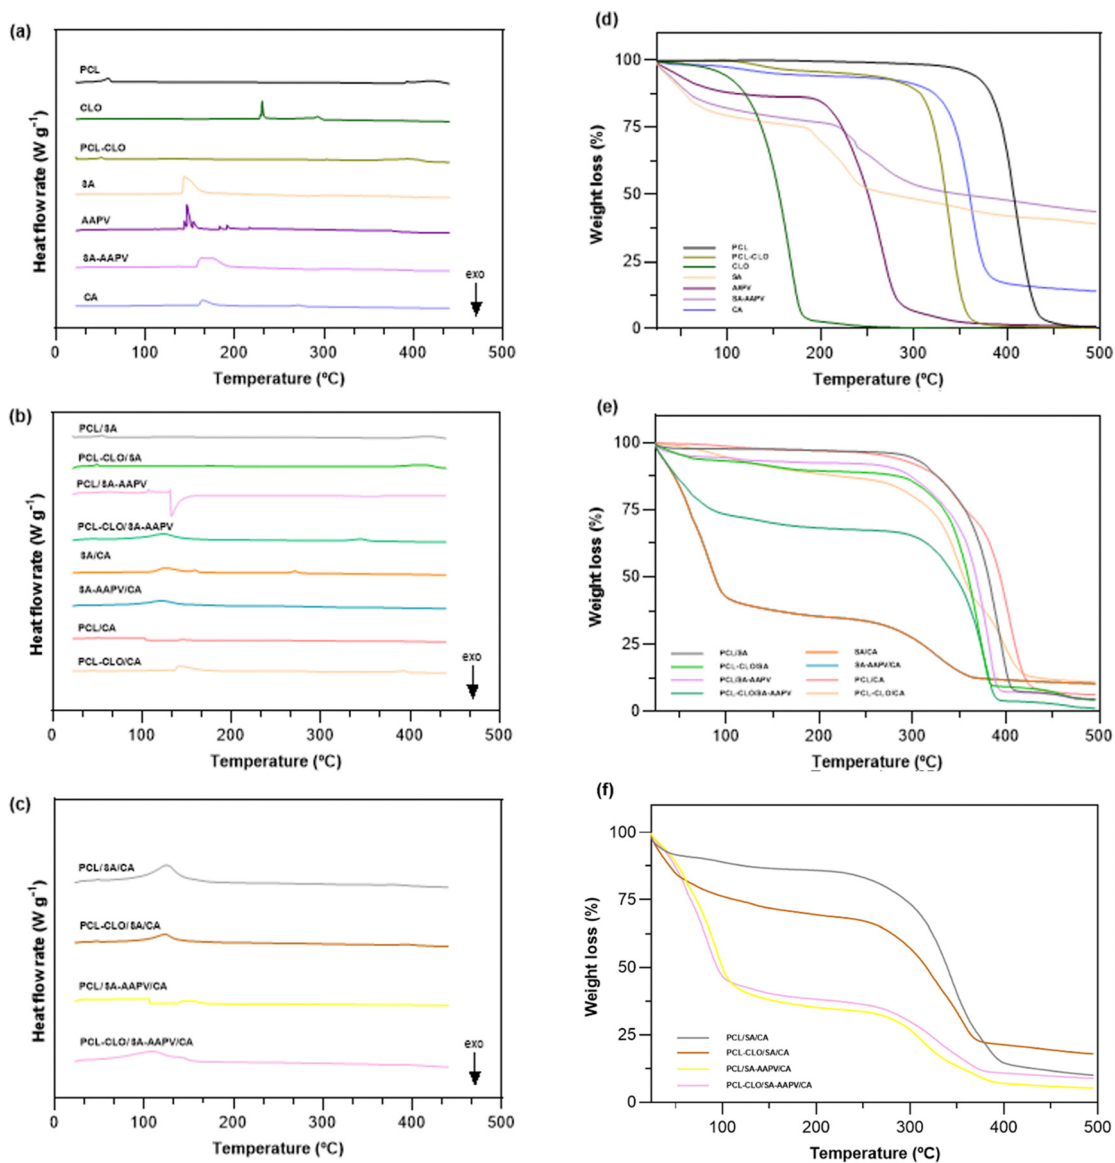 (a)
Heat flow rate (W g⁻¹)
PCL
CLO
PCL-CLO
SA
AAPV
SA-AAPV
CA
exo
0 100 200 300 400 500
Temperature (ºC)
(d)
Weight loss (%)
100
75
50
25
0
PCL
PCL-CLO
CLO
SA
AAPV
SA-AAPV
CA
100 200 300 400 500
Temperature (ºC)
(b)
Heat flow rate (W g⁻¹)
PCL/SA
PCL-CLO/SA
PCL/SA-AAPV
PCL-CLO/SA-AAPV
SA/CA
SA-AAPV/CA
PCL/CA
PCL-CLO/CA
exo
0 100 200 300 400 500
Temperature (ºC)
(e)
Weight loss (%)
100
75
50
25
0
PCL/SA
PCL-CLO/SA
PCL/SA-AAPV
PCL-CLO/SA-AAPV
SA/CA
SA-AAPV/CA
PCL/CA
PCL-CLO/CA
100 200 300 400 500
Temperature (ºC)
(c)
Heat flow rate (W g⁻¹)
PCL/SA/CA
PCL-CLO/SA/CA
PCL/SA-AAPV/CA
PCL-CLO/SA-AAPV/CA
exo
0 100 200 300 400 500
Temperature (ºC)
(f)
Weight loss (%)
100
75
50
25
0
PCL/SA/CA
PCL-CLO/SA/CA
PCL/SA-AAPV/CA
PCL-CLO/SA-AAPV/CA
100 200 300 400 500
Temperature (ºC)